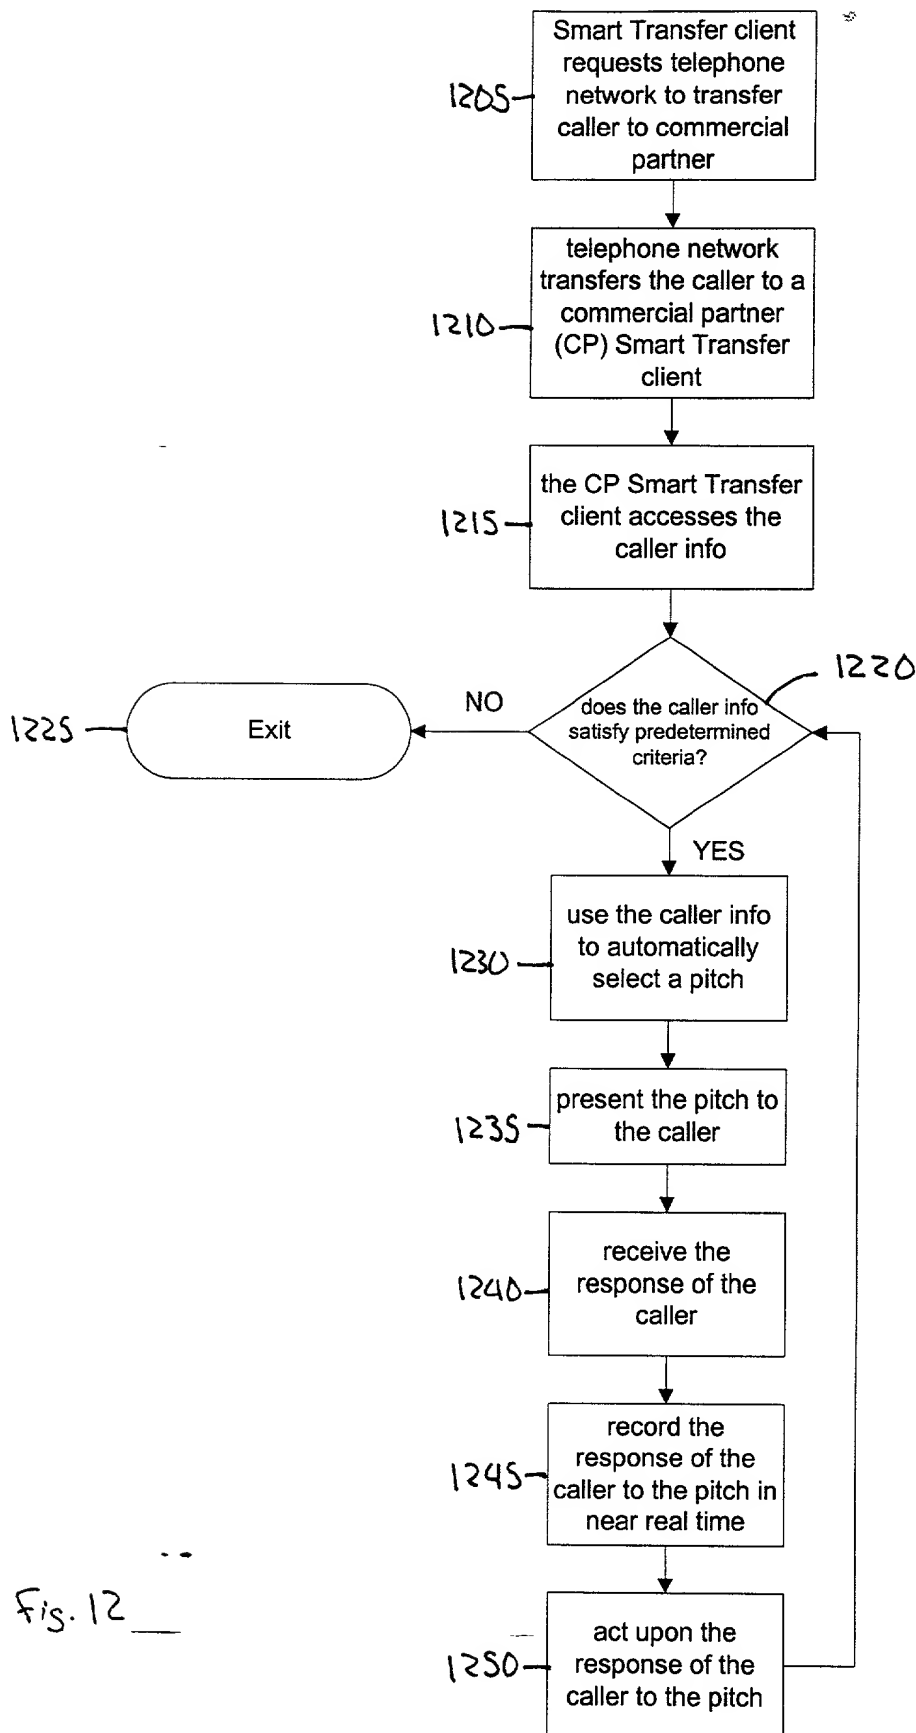 Smart Transfer client
requests telephone
network to transfer
caller to commercial
partner
1205
telephone network
transfers the caller to a
commercial partner
(CP) Smart Transfer
client
1210
the CP Smart Transfer
client accesses the
caller info
1215
1220
does the caller info
satisfy predetermined
criteria?
NO
Exit
1225
YES
use the caller info
to automatically
select a pitch
1230
present the pitch to
the caller
1235
receive the
response of the
caller
1240
record the
response of the
caller to the pitch in
near real time
1245
act upon the
response of the
caller to the pitch
1250
Fig. 12